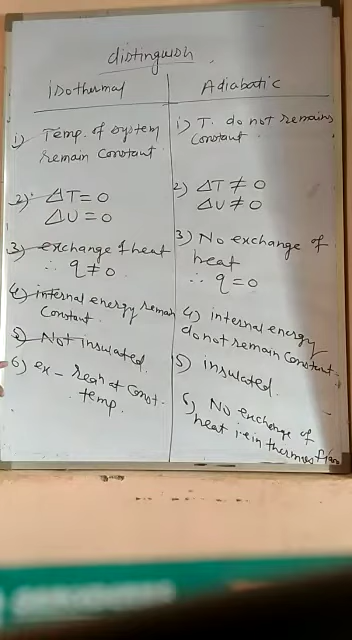 distinguish
isothermal
1) Temp. of system
remain Constant
2) ΔT = 0
ΔU = 0
3) exchange of heat
∴ q ≠ 0
4) internal energy remain
Constant
5) Not insulated
6) ex - rean at const.
temp.
Adiabatic
1) T. do not remains
Constant
2) ΔT ≠ 0
ΔU ≠ 0
3) No exchange of
heat
∴ q = 0
4) internal energy
do not remain constant.
5) insulated.
No exchange of
heat i.e in thermos flas